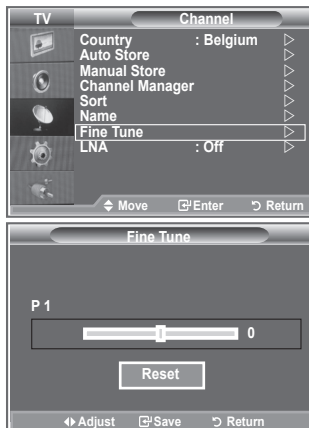 TV Channel
Country : Belgium
Auto Store
Manual Store
Channel Manager
Sort
Name
Fine Tune
LNA : Off
Move Enter Return
Fine Tune
P 1
0
Reset
Adjust Save Return